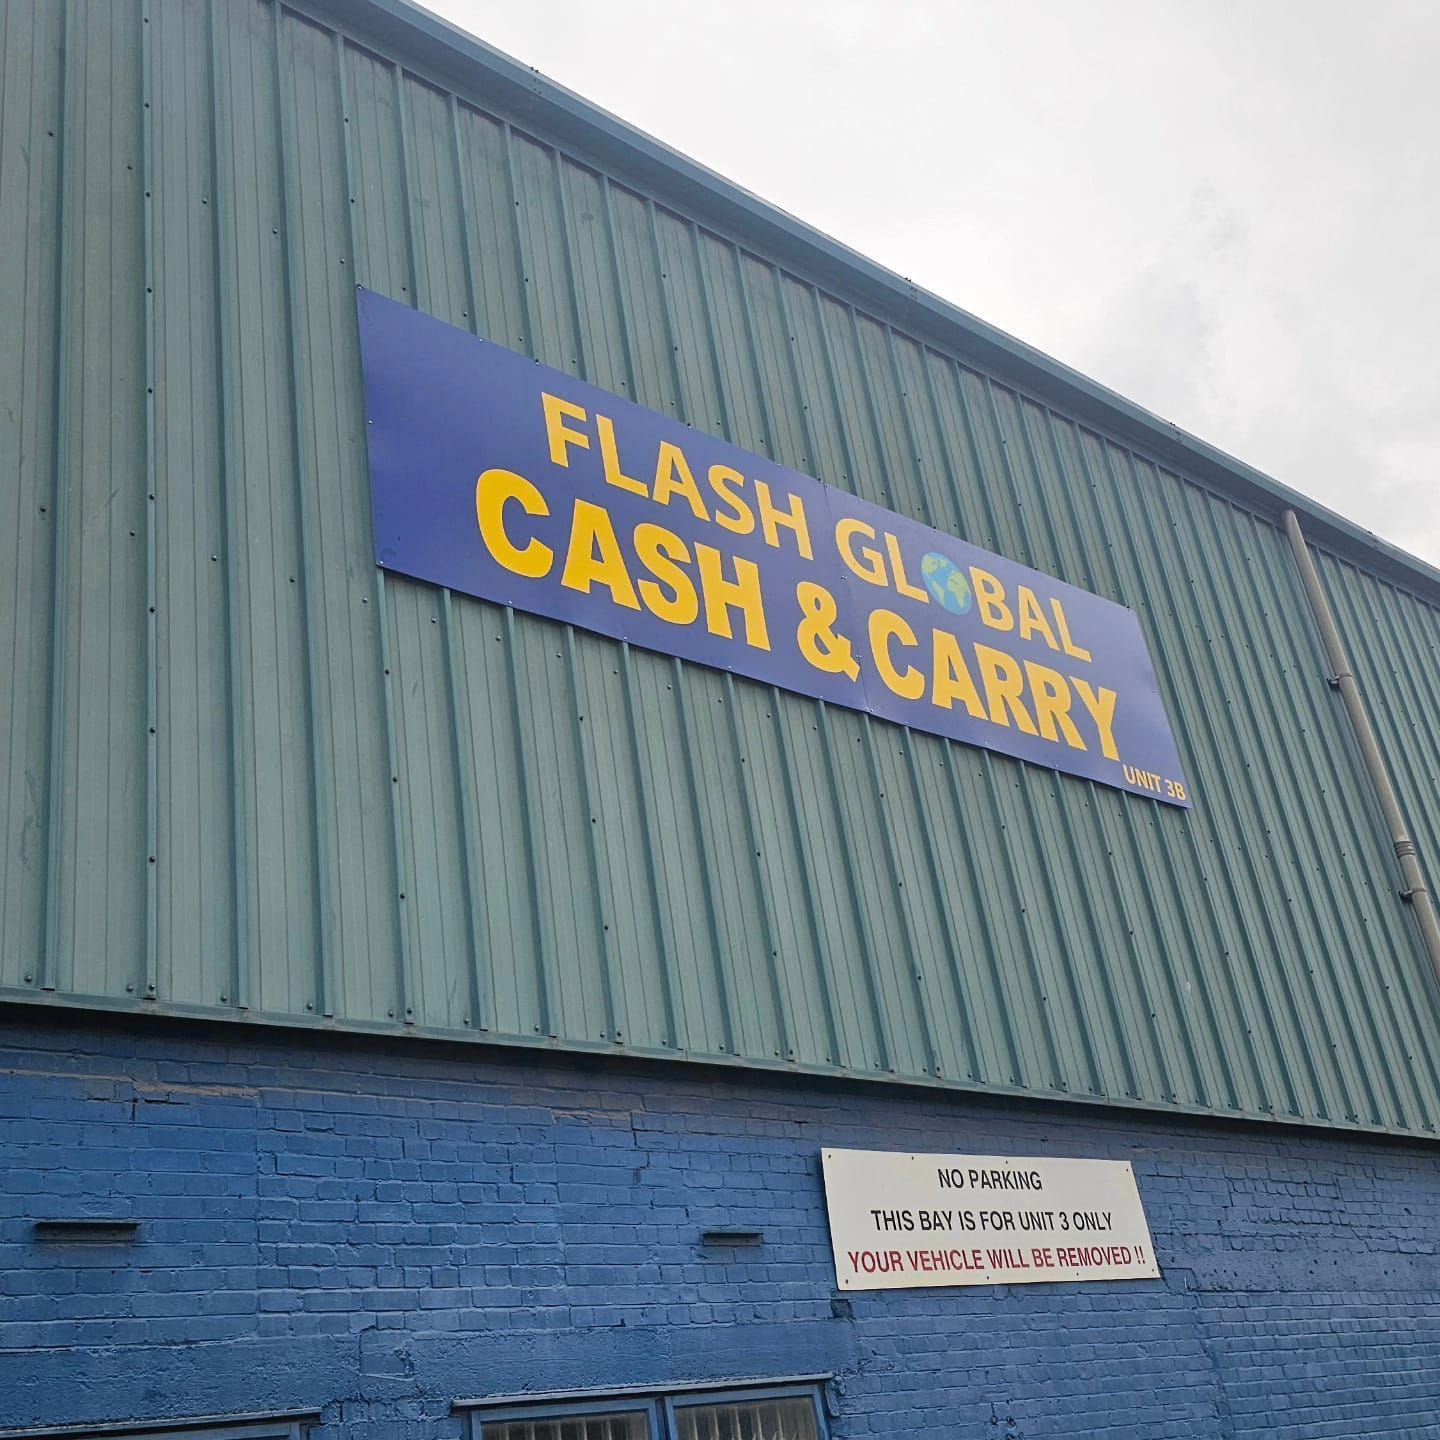 FLASH GLOBAL
CASH & CARRY
UNIT 3B
NO PARKING
THIS BAY IS FOR UNIT 3 ONLY
YOUR VEHICLE WILL BE REMOVED !!